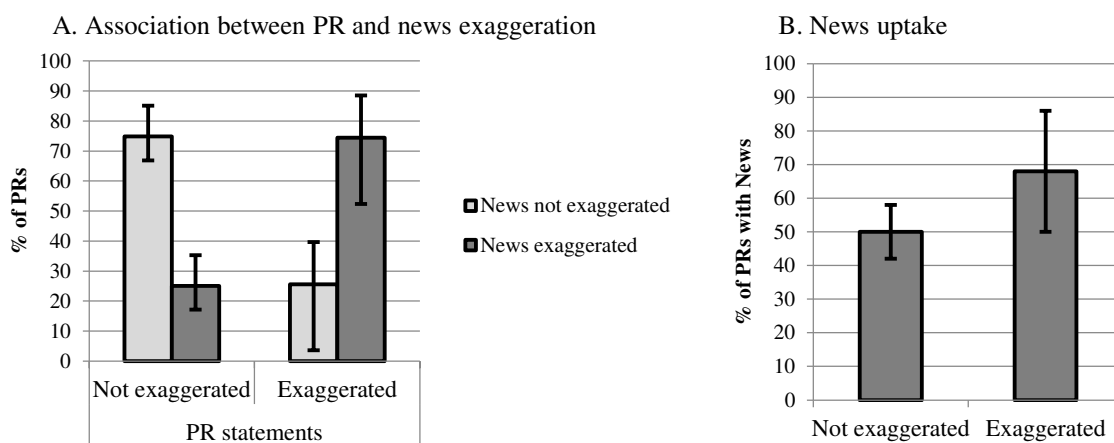 A. Association between PR and news exaggeration
% of PRs
100
90
80
70
60
50
40
30
20
10
0
Not exaggerated
Exaggerated
PR statements
News not exaggerated
News exaggerated
B. News uptake
% of PRs with News
100
90
80
70
60
50
40
30
20
10
0
Not exaggerated
Exaggerated